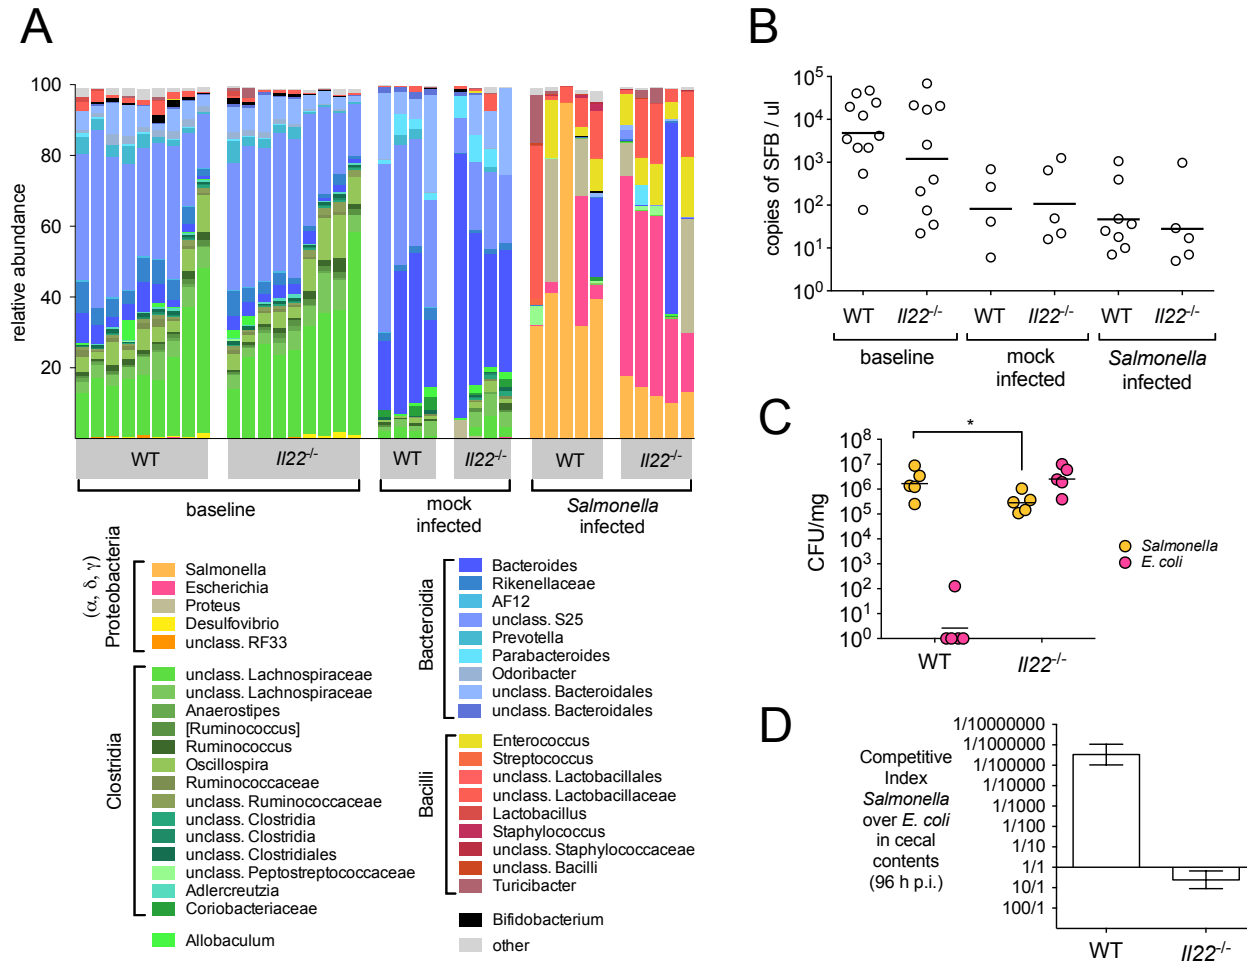 A
100
80
60
40
20
relative abundance
WT
Il22-/-
WT
Il22-/-
WT
Il22-/-
baseline
mock
infected
Salmonella
infected
(α, δ, γ)
Proteobacteria
Salmonella
Escherichia
Proteus
Desulfovibrio
unclass. RF33
Clostridia
unclass. Lachnospiraceae
unclass. Lachnospiraceae
Anaerostipes
[Ruminococcus]
Ruminococcus
Oscillospira
Ruminococcaceae
unclass. Ruminococcaceae
unclass. Clostridia
unclass. Clostridia
unclass. Clostridiales
unclass. Peptostreptococcaceae
Adlercreutzia
Coriobacteriaceae
Allobaculum
Bacteroidia
Bacteroides
Rikenellaceae
AF12
unclass. S25
Prevotella
Parabacteroides
Odoribacter
unclass. Bacteroidales
unclass. Bacteroidales
Bacilli
Enterococcus
Streptococcus
unclass. Lactobacillales
unclass. Lactobacillaceae
Lactobacillus
Staphylococcus
unclass. Staphylococcaceae
unclass. Bacilli
Turicibacter
Bifidobacterium
other
B
copies of SFB / ul
10^5
10^4
10^3
10^2
10^1
10^0
WT
Il22-/-
WT
Il22-/-
WT
Il22-/-
baseline
mock
infected
Salmonella
infected
C
CFU/mg
10^8
10^7
10^6
10^5
10^4
10^3
10^2
10^1
10^0
*
WT
Il22-/-
Salmonella
E. coli
D
Competitive
Index
Salmonella
over E. coli
in cecal
contents
(96 h p.i.)
1/10000000
1/1000000
1/100000
1/10000
1/1000
1/100
1/10
1/1
10/1
100/1
WT
Il22-/-